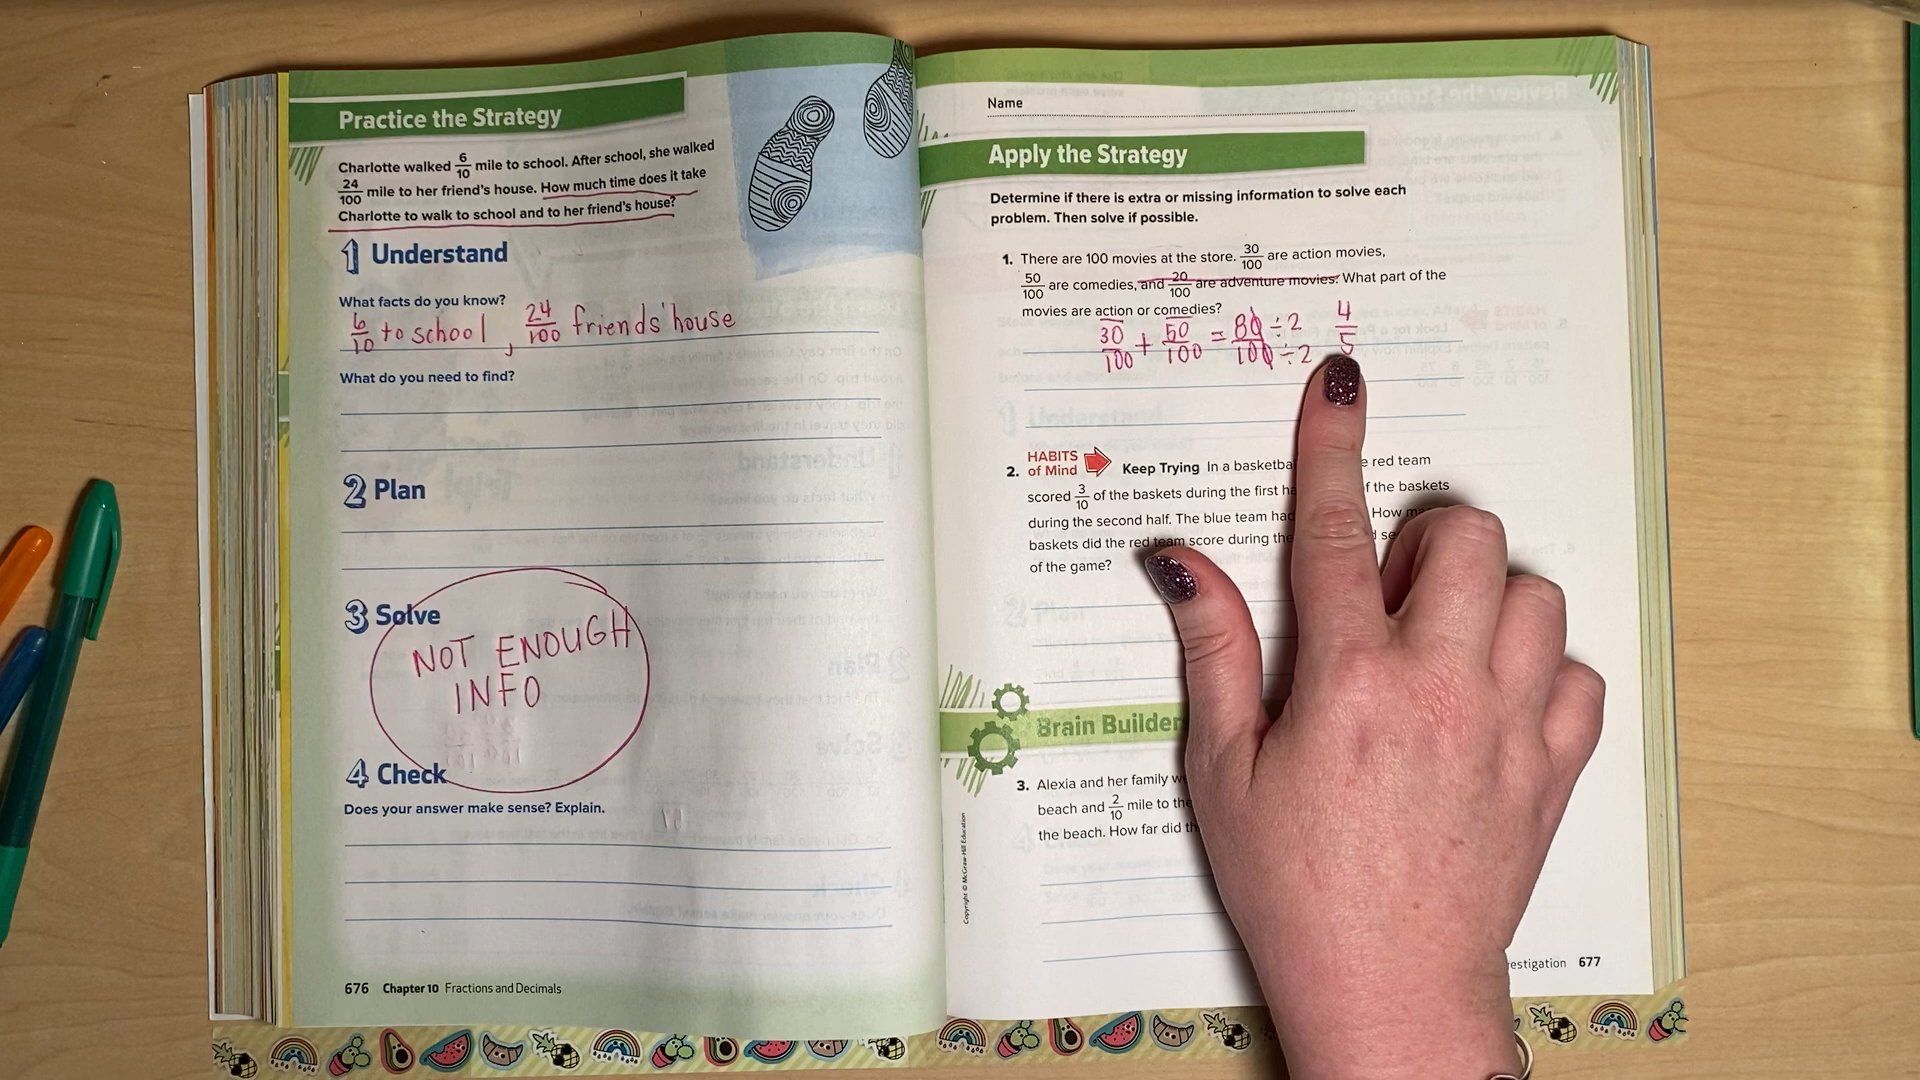 Practice the Strategy
Charlotte walked 6/10 mile to school. After school, she walked
24/100 mile to her friend's house. How much time does it take
Charlotte to walk to school and to her friend's house?
1 Understand
What facts do you know?
6/10 to school, 24/100 friends' house
What do you need to find?
2 Plan
3 Solve
NOT ENOUGH
INFO
4 Check
Does your answer make sense? Explain.
676 Chapter 10 Fractions and Decimals
Name
Apply the Strategy
Determine if there is extra or missing information to solve each
problem. Then solve if possible.
1. There are 100 movies at the store. 30/100 are action movies,
50/100 are comedies, and 20/100 are adventure movies. What part of the
movies are action or comedies?
30/100 + 50/100 = 80/100 ÷2/÷2 4/5
HABITS
2. of Mind Keep Trying In a basketba e red team
scored 3/10 of the baskets during the first ha f the baskets
during the second half. The blue team had How
baskets did the red team score during the
of the game?
Brain Builder
3. Alexia and her family w
beach and 2/10 mile to the
the beach. How far did th
Copyright © McGraw-Hill Education
estigation 677